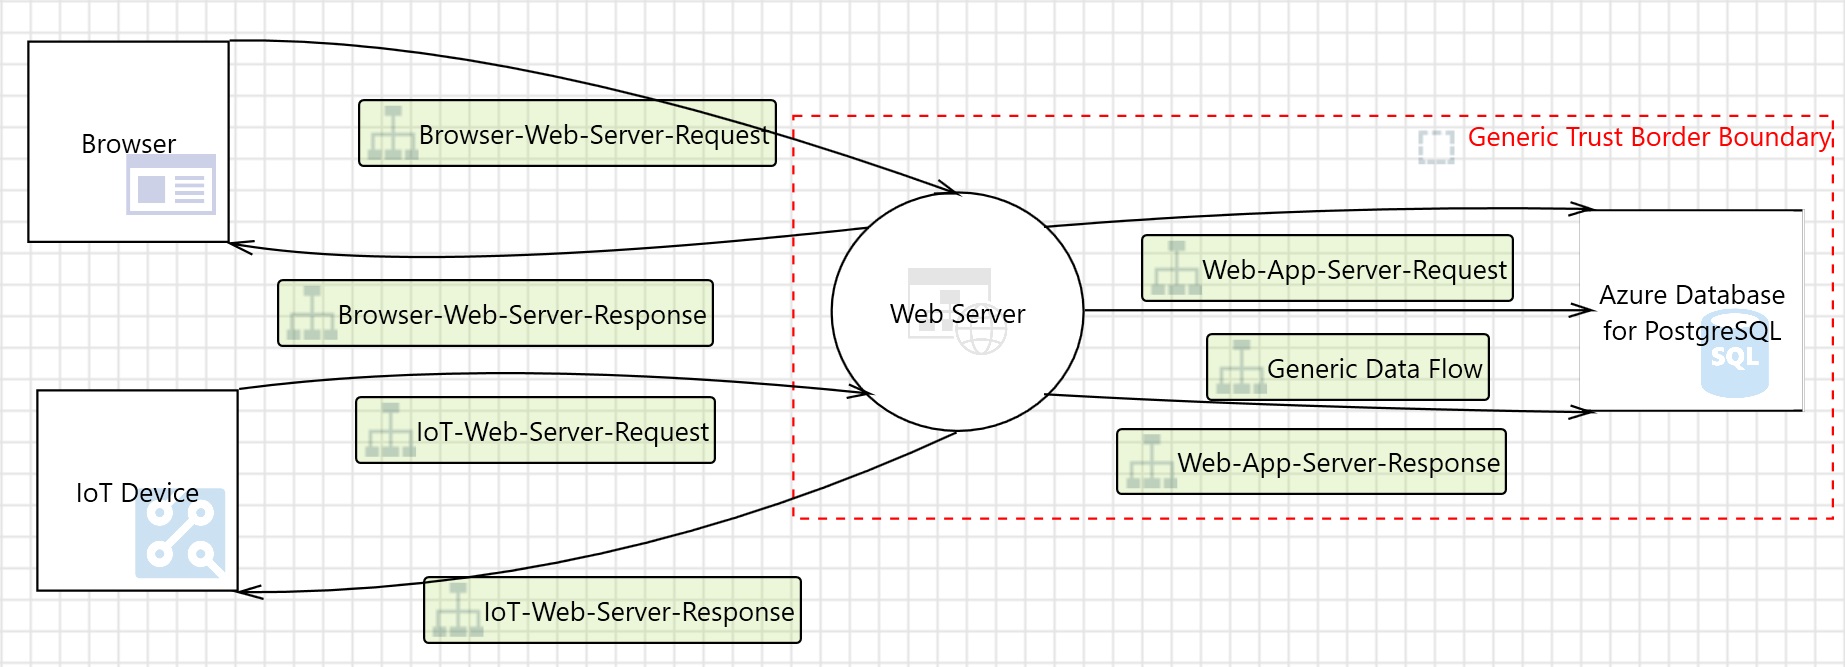 Browser
Browser-Web-Server-Request
Generic Trust Border Boundary
Browser-Web-Server-Response
Web Server
Web-App-Server-Request
Azure Database
for PostgreSQL
SQL
Generic Data Flow
IoT-Web-Server-Request
Web-App-Server-Response
IoT Device
IoT-Web-Server-Response